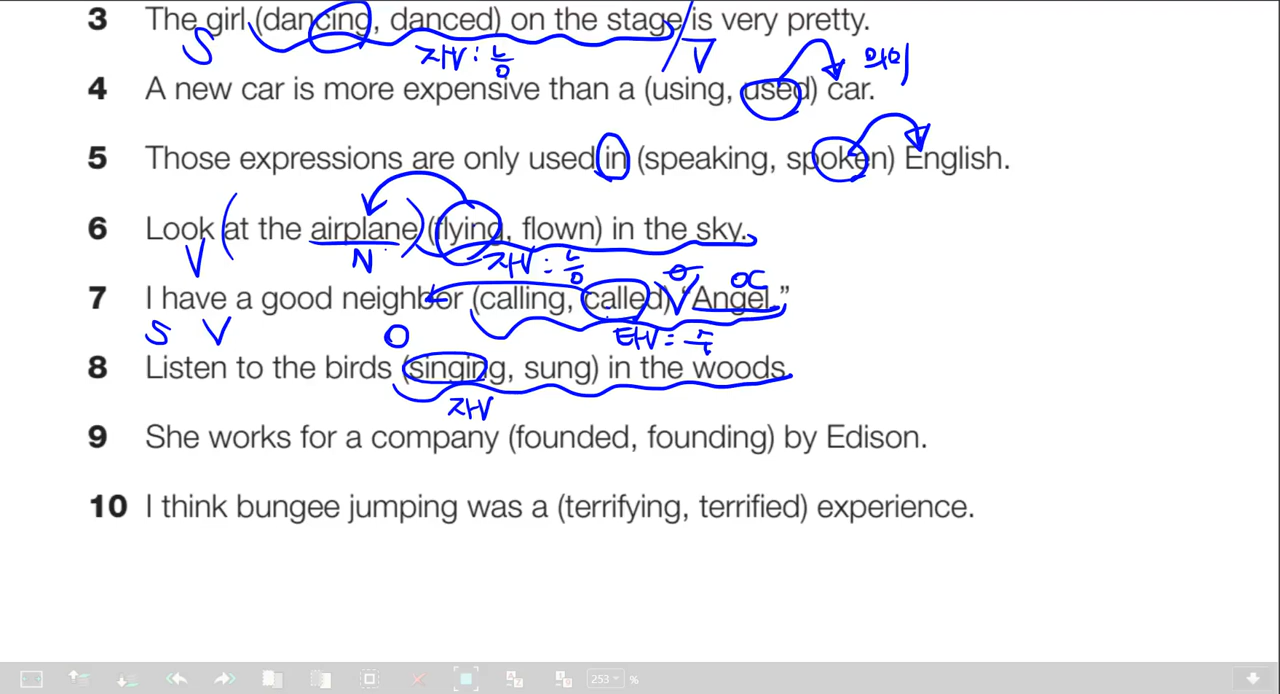 3 The girl (dancing, danced) on the stage is very pretty.
S 자V : V
4 A new car is more expensive than a (using, used) car.
의미
5 Those expressions are only used in (speaking, spoken) English.
6 Look at the airplane (flying, flown) in the sky.
V N 자V :
7 I have a good neighbor (calling, called) “Angel.”
OC
S V O 타V =
8 Listen to the birds (singing, sung) in the woods.
자V
9 She works for a company (founded, founding) by Edison.
10 I think bungee jumping was a (terrifying, terrified) experience.
253 %